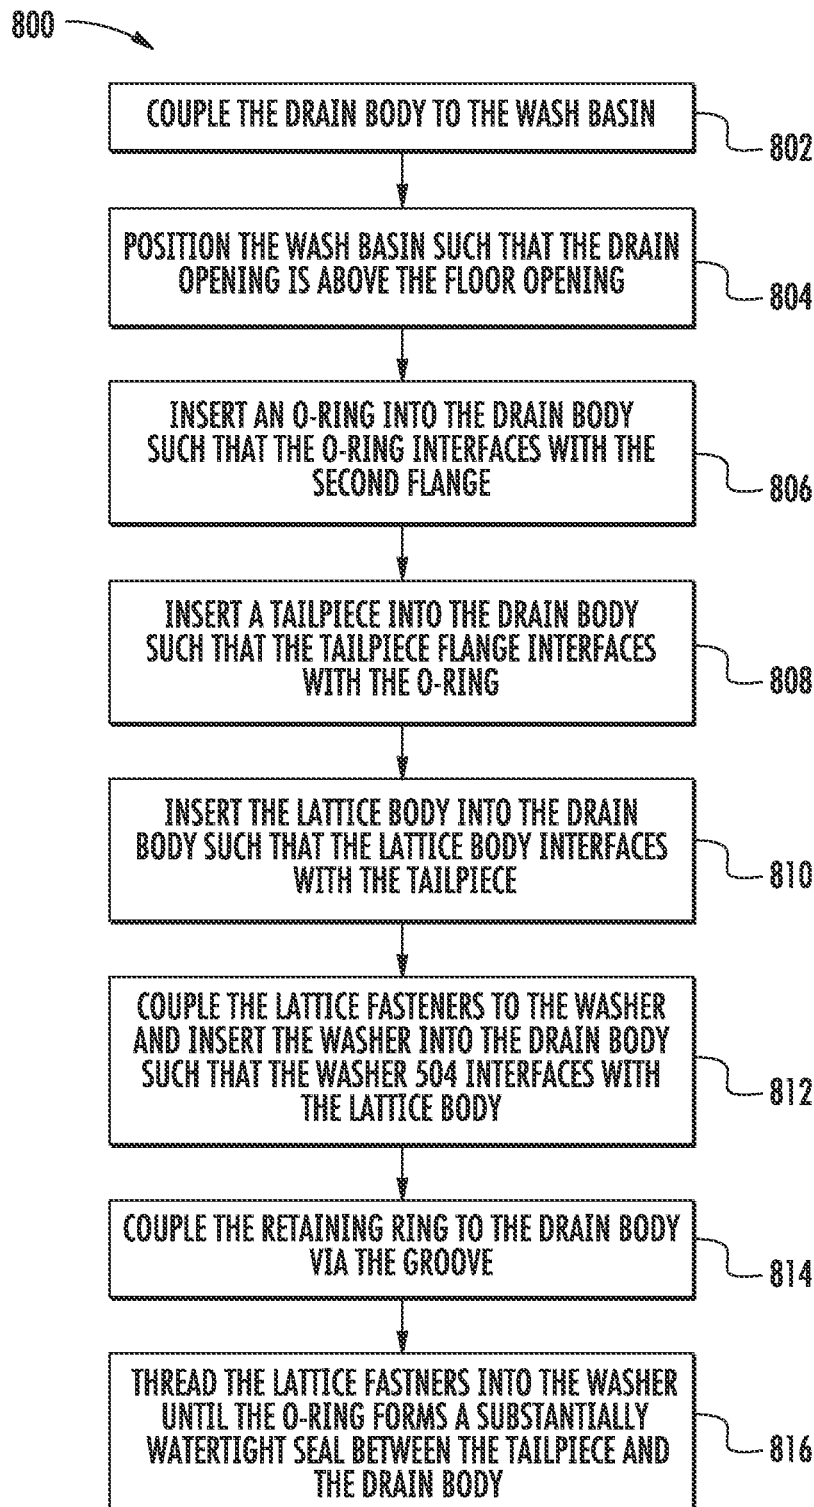 800
COUPLE THE DRAIN BODY TO THE WASH BASIN
802
POSITION THE WASH BASIN SUCH THAT THE DRAIN
OPENING IS ABOVE THE FLOOR OPENING
804
INSERT AN O-RING INTO THE DRAIN BODY
SUCH THAT THE O-RING INTERFACES WITH THE
SECOND FLANGE
806
INSERT A TAILPIECE INTO THE DRAIN BODY
SUCH THAT THE TAILPIECE FLANGE INTERFACES
WITH THE O-RING
808
INSERT THE LATTICE BODY INTO THE DRAIN
BODY SUCH THAT THE LATTICE BODY INTERFACES
WITH THE TAILPIECE
810
COUPLE THE LATTICE FASTENERS TO THE WASHER
AND INSERT THE WASHER INTO THE DRAIN BODY
SUCH THAT THE WASHER 504 INTERFACES WITH
THE LATTICE BODY
812
COUPLE THE RETAINING RING TO THE DRAIN BODY
VIA THE GROOVE
814
THREAD THE LATTICE FASTNERS INTO THE WASHER
UNTIL THE O-RING FORMS A SUBSTANTIALLY
WATERTIGHT SEAL BETWEEN THE TAILPIECE AND
THE DRAIN BODY
816